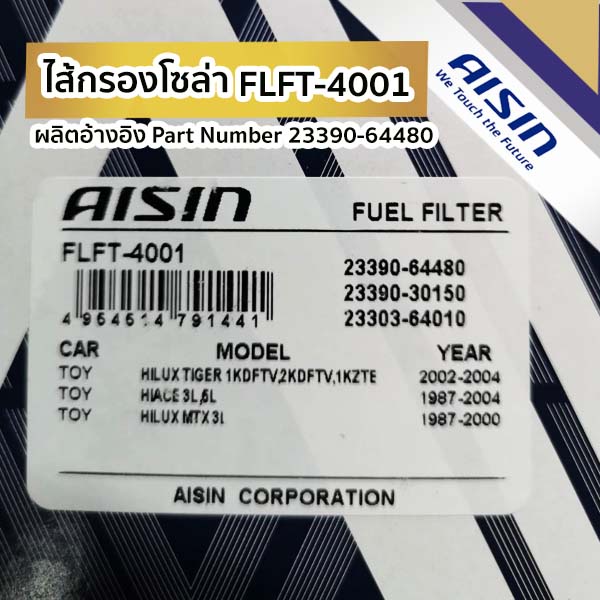 ไส้กรองโซล่า FLFT-4001
ผลิตอ้างอิง Part Number 23390-64480
AISIN
We Touch the Future
AISIN FUEL FILTER
FLFT-4001 23390-64480
23390-30150
4 964614 791441 23303-64010
CAR MODEL YEAR
TOY HILUX TIGER 1KDFTV,2KDFTV,1KZTE 2002-2004
TOY HIACE 3L,5L 1987-2004
TOY HILUX MTX 3L 1987-2000
AISIN CORPORATION